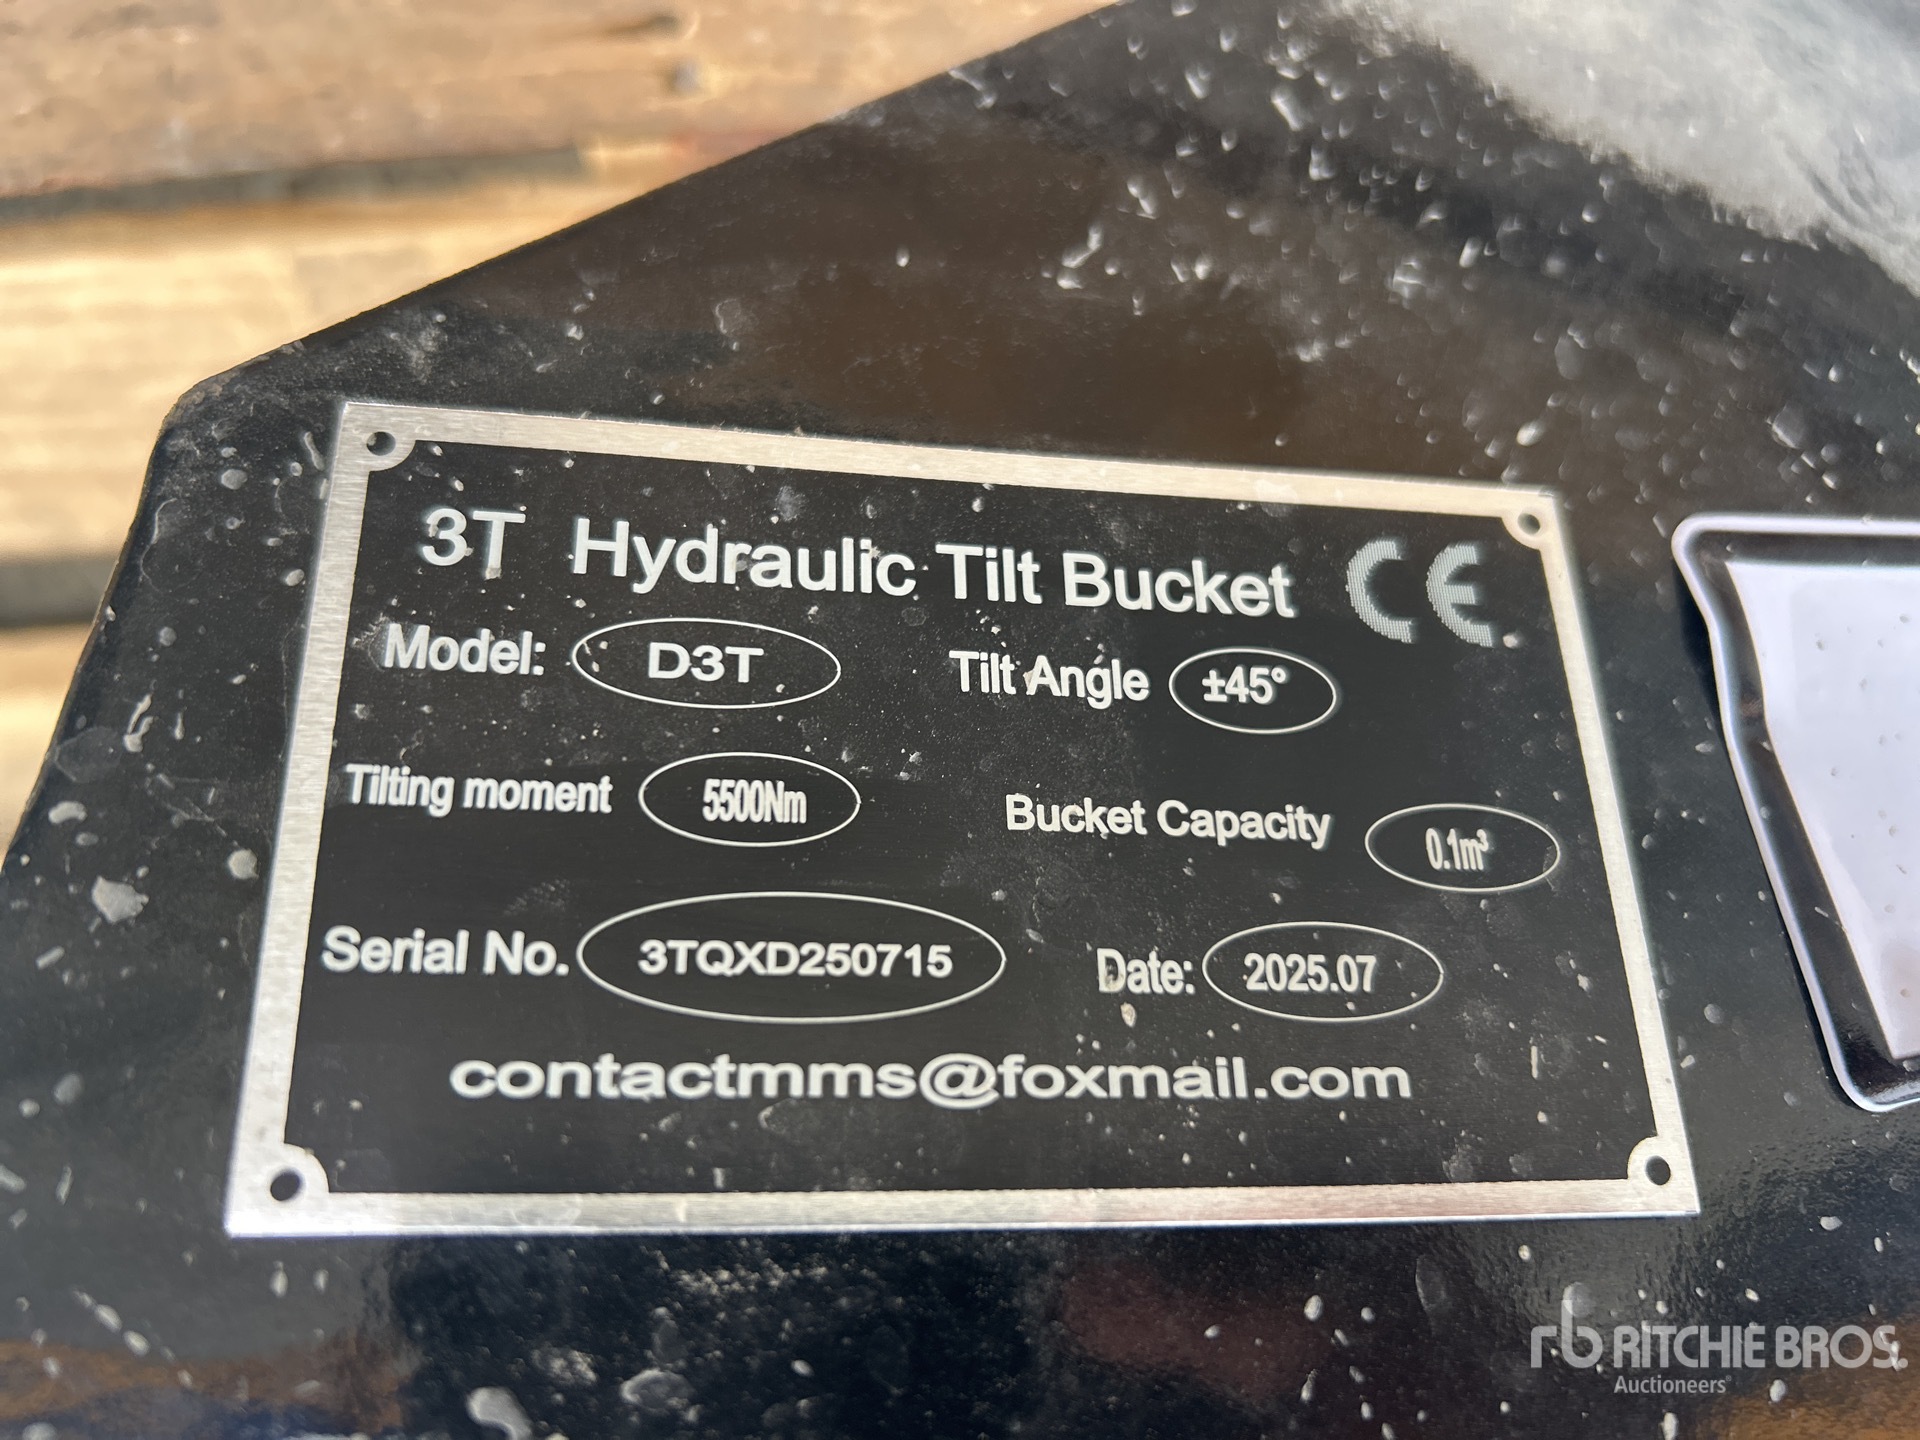 3T Hydraulic Tilt Bucket CE
Model: D3T Tilt Angle ±45°
Tilting moment 5500Nm Bucket Capacity 0.1m³
Serial No. 3TQXD250715 Date: 2025.07
contactmms@foxmail.com
rb RITCHIE BROS.
Auctioneers